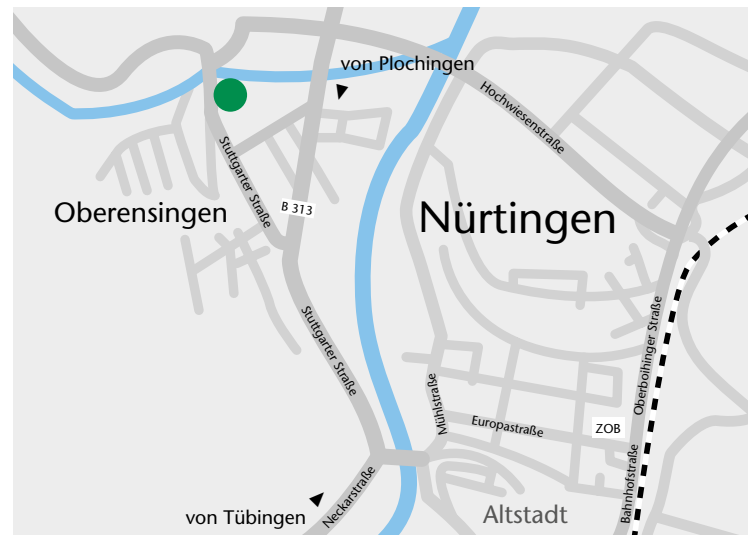 von Plochingen
Hochwiesenstraße
Stuttgarter Straße
Oberensingen
B 313
Nürtingen
Stuttgarter Straße
Oberboihinger Straße
Mühlstraße
Europastraße
ZOB
Bahnhofstraße
Neckarstraße
von Tübingen
Altstadt